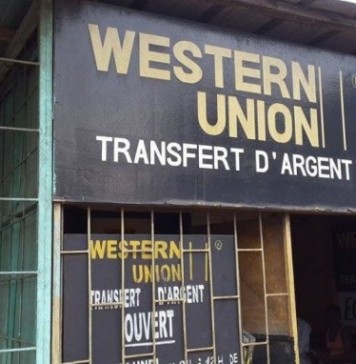 WESTERN
UNION
TRANSFERT D'ARGENT
WESTERN
UNION
TRANSFERT D'ARGENT
OUVERT